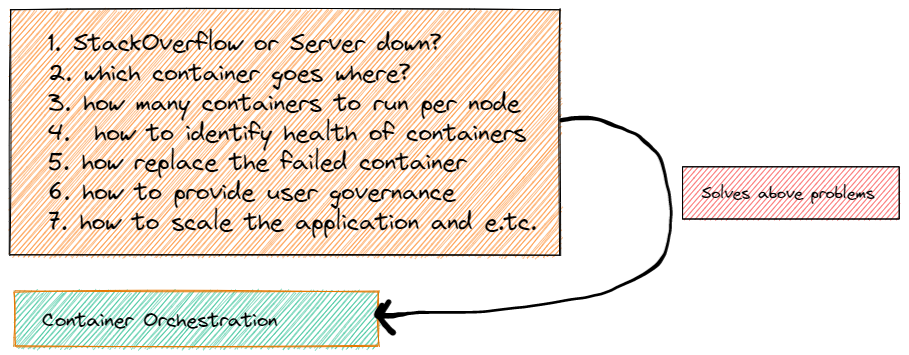 1. StackOverflow or Server down?
2. which container goes where?
3. how many containers to run per node
4. how to identify health of containers
5. how replace the failed container
6. how to provide user governance
7. how to scale the application and e.t.c.
Solves above problems
Container Orchestration